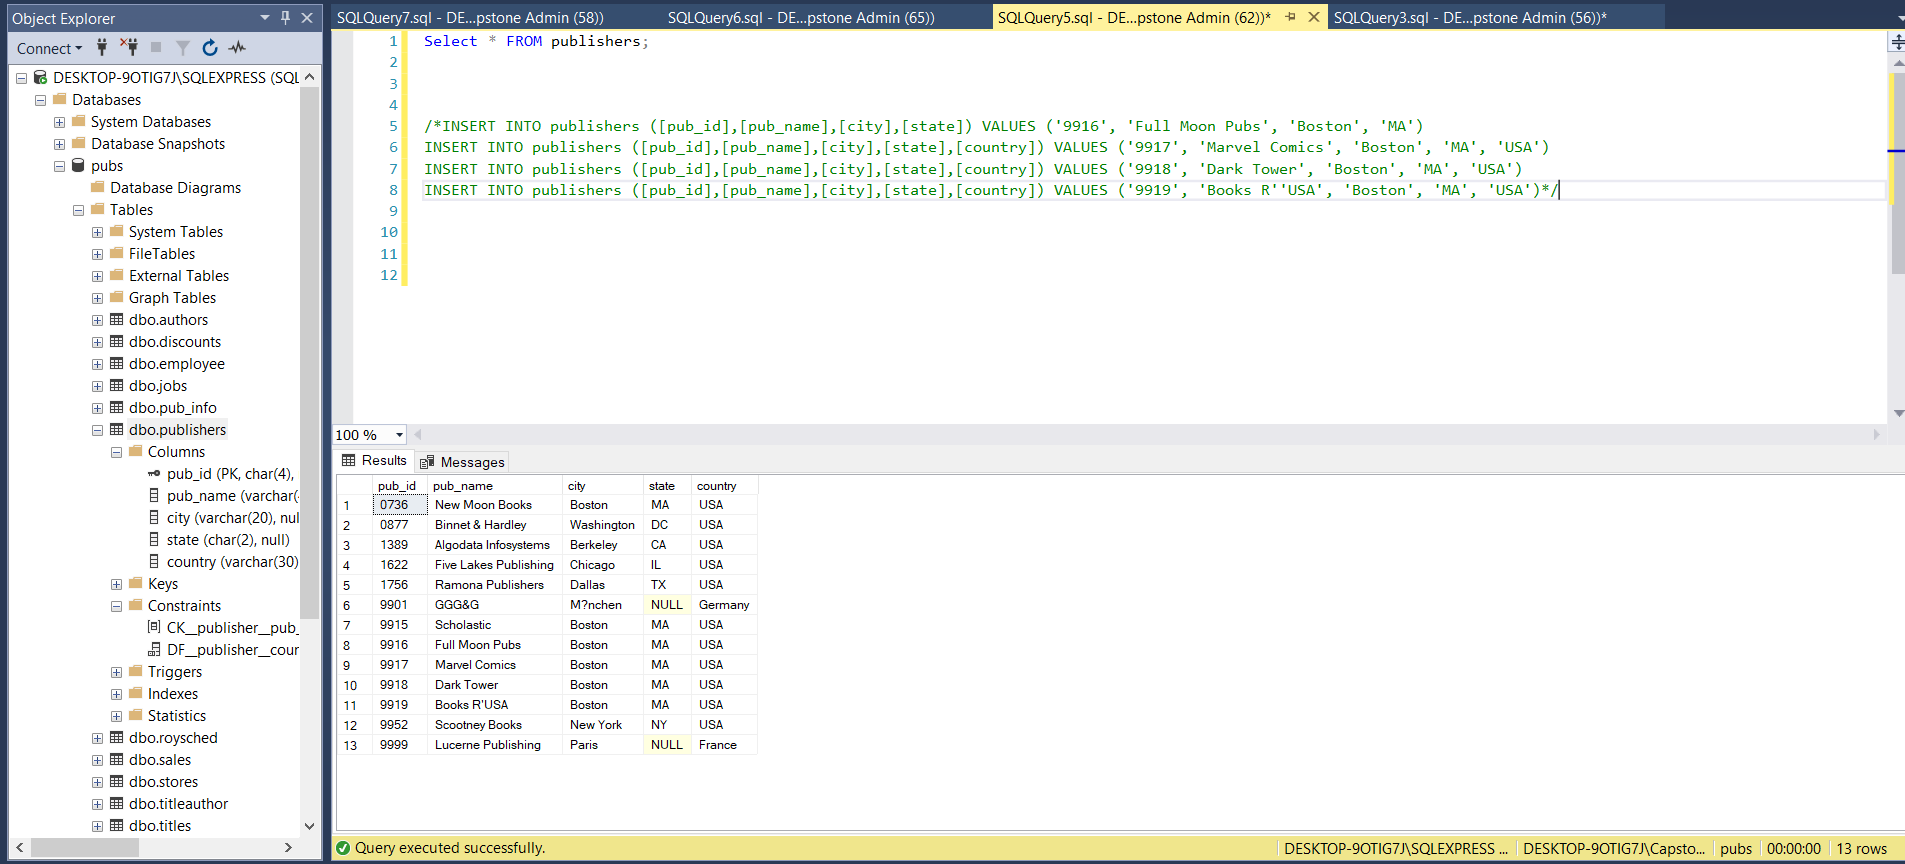 Object Explorer
Connect
DESKTOP-9OTIG7J\SQLEXPRESS (SQL
Databases
System Databases
Database Snapshots
pubs
Database Diagrams
Tables
System Tables
FileTables
External Tables
Graph Tables
dbo.authors
dbo.discounts
dbo.employee
dbo.jobs
dbo.pub_info
dbo.publishers
Columns
pub_id (PK, char(4),
pub_name (varchar(
city (varchar(20), nul
state (char(2), null)
country (varchar(30)
Keys
Constraints
CK__publisher__pub_
DF__publisher__cour
Triggers
Indexes
Statistics
dbo.roysched
dbo.sales
dbo.stores
dbo.titleauthor
dbo.titles
SQLQuery7.sql - DE...pstone Admin (58))
SQLQuery6.sql - DE...pstone Admin (65))
SQLQuery5.sql - DE...pstone Admin (62))*
SQLQuery3.sql - DE...pstone Admin (56))*
1 Select * FROM publishers;
2
3
4
5 /*INSERT INTO publishers ([pub_id],[pub_name],[city],[state]) VALUES ('9916', 'Full Moon Pubs', 'Boston', 'MA')
6 INSERT INTO publishers ([pub_id],[pub_name],[city],[state],[country]) VALUES ('9917', 'Marvel Comics', 'Boston', 'MA', 'USA')
7 INSERT INTO publishers ([pub_id],[pub_name],[city],[state],[country]) VALUES ('9918', 'Dark Tower', 'Boston', 'MA', 'USA')
8 INSERT INTO publishers ([pub_id],[pub_name],[city],[state],[country]) VALUES ('9919', 'Books R''USA', 'Boston', 'MA', 'USA')*/
9
10
11
12
100 %
Results Messages
pub_id pub_name city state country
1 0736 New Moon Books Boston MA USA
2 0877 Binnet & Hardley Washington DC USA
3 1389 Algodata Infosystems Berkeley CA USA
4 1622 Five Lakes Publishing Chicago IL USA
5 1756 Ramona Publishers Dallas TX USA
6 9901 GGG&G M?nchen NULL Germany
7 9915 Scholastic Boston MA USA
8 9916 Full Moon Pubs Boston MA USA
9 9917 Marvel Comics Boston MA USA
10 9918 Dark Tower Boston MA USA
11 9919 Books R'USA Boston MA USA
12 9952 Scootney Books New York NY USA
13 9999 Lucerne Publishing Paris NULL France
Query executed successfully. DESKTOP-9OTIG7J\SQLEXPRESS ... DESKTOP-9OTIG7J\Capsto... pubs 00:00:00 13 rows